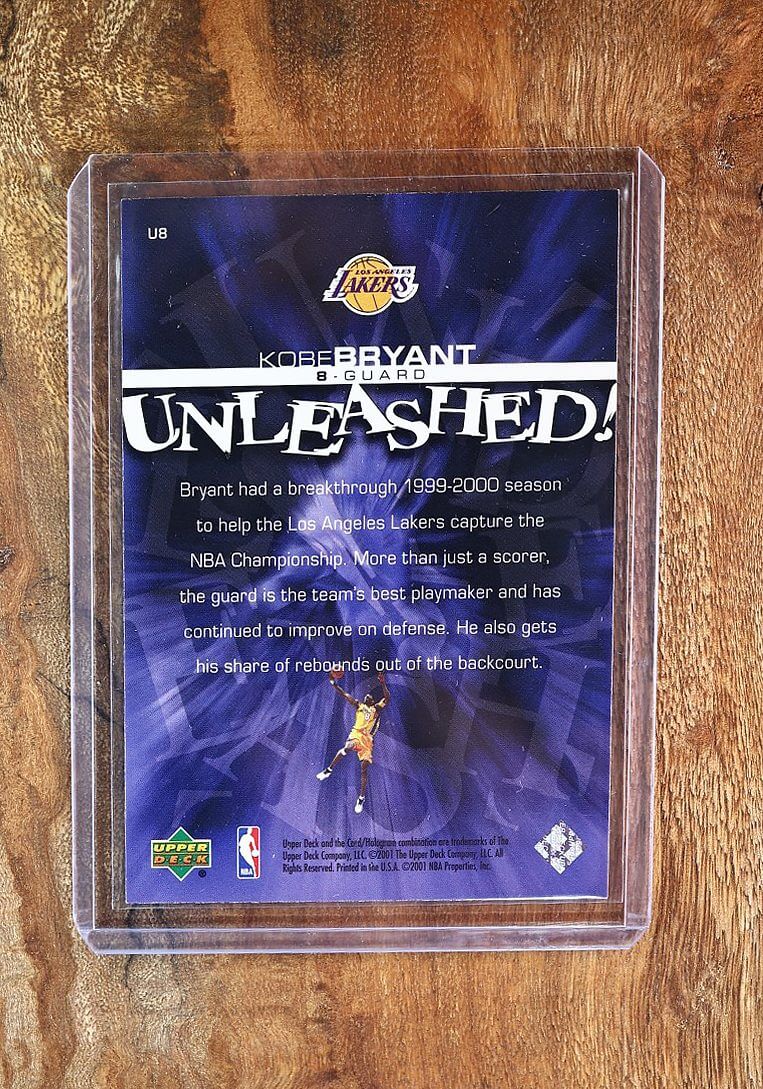 U8
LOS ANGELES
LAKERS
KOBE BRYANT
8 - GUARD
UNLEASHED!
Bryant had a breakthrough 1999-2000 season
to help the Los Angeles Lakers capture the
NBA Championship. More than just a scorer,
the guard is the team's best playmaker and has
continued to improve on defense. He also gets
his share of rebounds out of the backcourt.
UPPER
DECK
®
NBA
Upper Deck and the Card/Hologram combination are trademarks of The
Upper Deck Company, LLC. ©2001 The Upper Deck Company, LLC. All
Rights Reserved. Printed in the U.S.A. ©2001 NBA Properties, Inc.